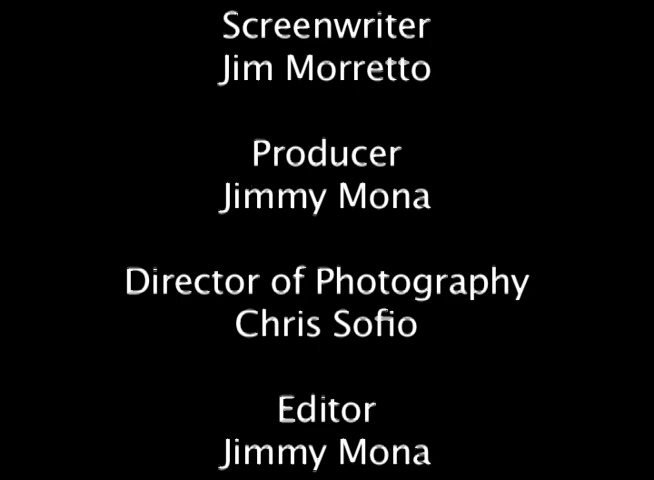 Screenwriter
Jim Morretto
Producer
Jimmy Mona
Director of Photography
Chris Sofio
Editor
Jimmy Mona